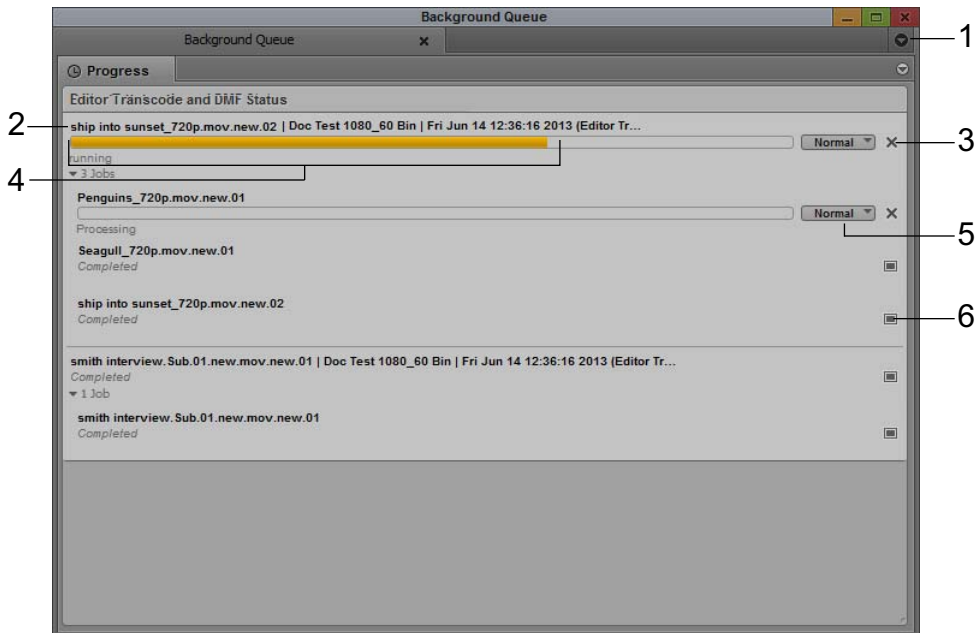 Background Queue
Background Queue
1
Progress
Editor Transcode and DMF Status
2
ship into sunset_720p.mov.new.02 | Doc Test 1080_60 Bin | Fri Jun 14 12:36:16 2013 (Editor Tr...
Normal
3
running
4
3 Jobs
Penguins_720p.mov.new.01
Normal
Processing
5
Seagull_720p.mov.new.01
Completed
ship into sunset_720p.mov.new.02
Completed
6
smith interview.Sub.01.new.mov.new.01 | Doc Test 1080_60 Bin | Fri Jun 14 12:36:16 2013 (Editor Tr...
Completed
1 Job
smith interview.Sub.01.new.mov.new.01
Completed